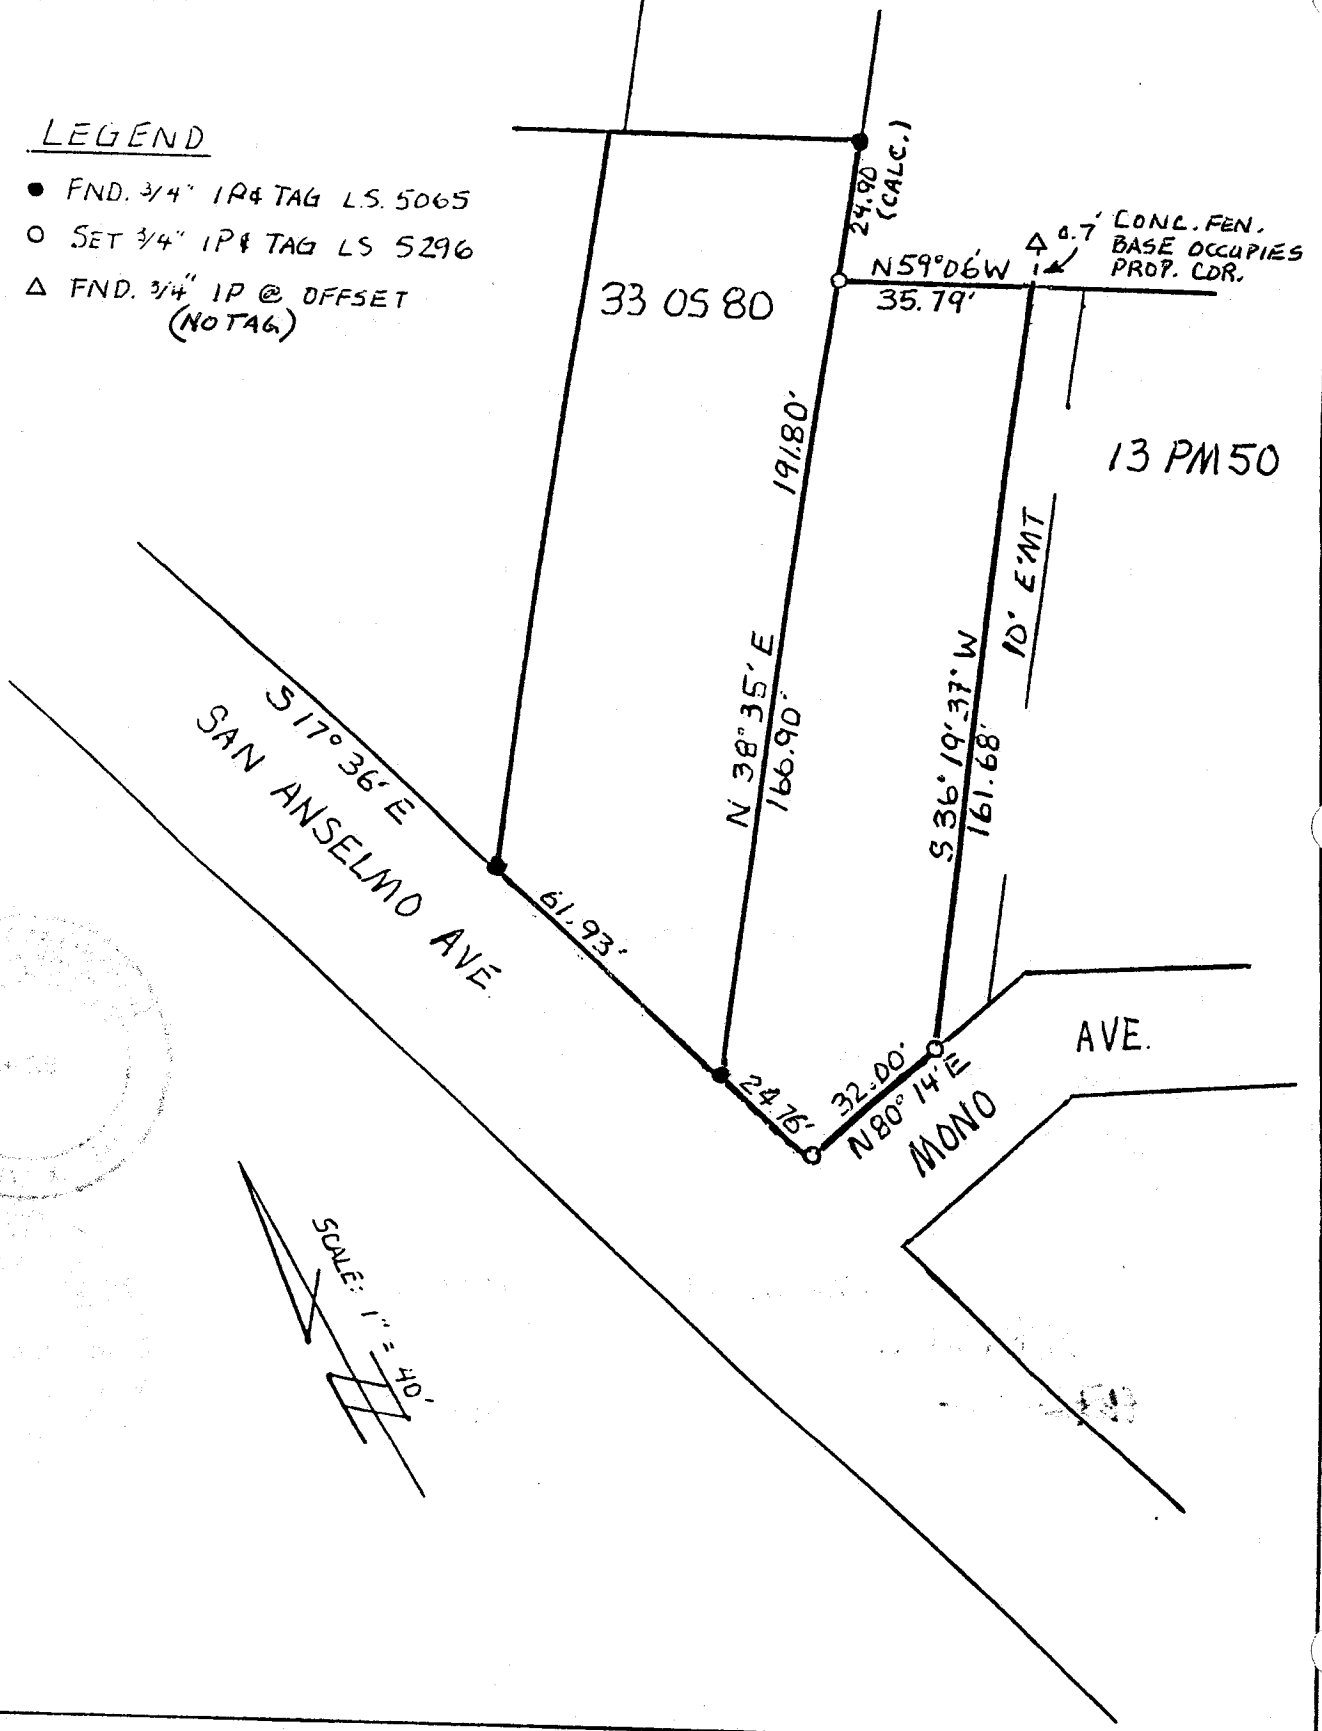 LEGEND
● FND. 3/4" IP & TAG L.S. 5065
○ SET 3/4" IP & TAG LS 5296
△ FND. 3/4" IP @ OFFSET
(NO TAG)
24.90
(CALC.)
0.7'
CONC. FEN.
BASE OCCUPIES
PROP. COR.
N59°06'W
35.79'
33 OS 80
191.80'
13 PM 50
10' E'MT
N 38°35' E
166.90'
S 36°19'37" W
161.68'
S 17°36' E
SAN ANSELMO AVE.
61.93'
24.76'
32.00'
N80°14'E
MONO
AVE.
SCALE: 1" = 40'